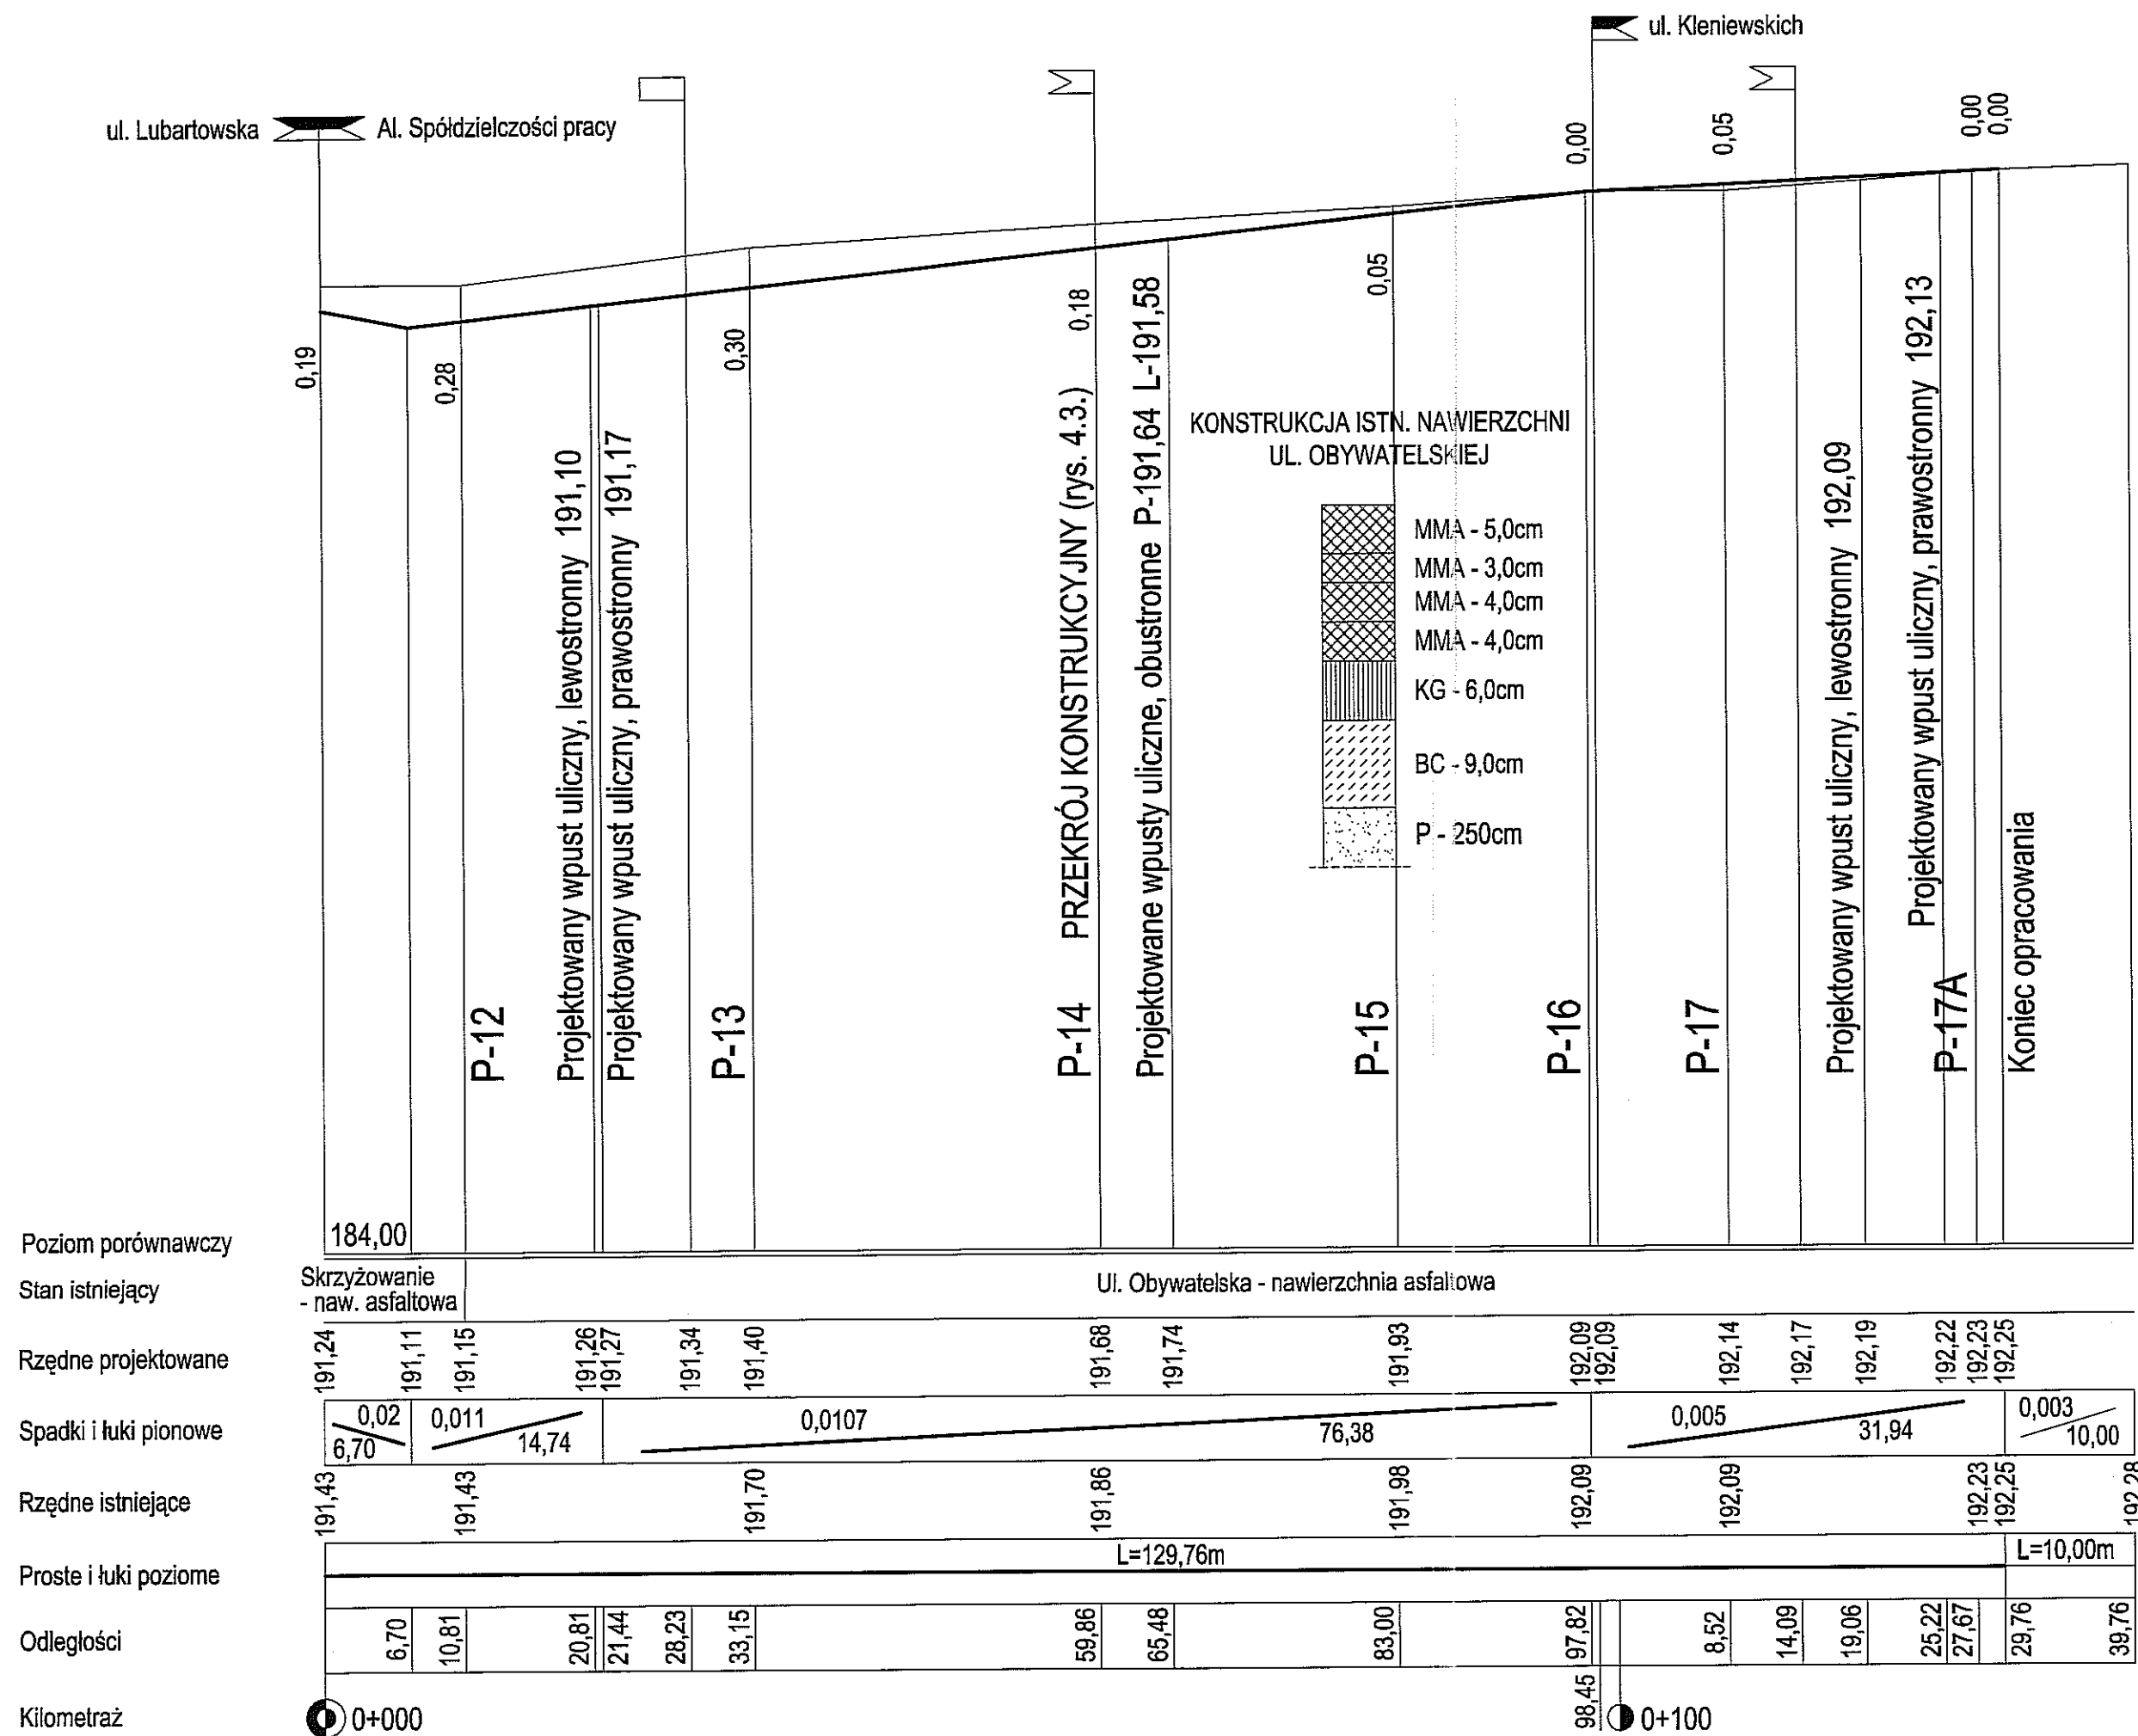 ul. Kleniewskich
ul. Lubartowska
Al. Spółdzielczości pracy
0,19
0,28
0,30
0,18
0,05
0,00
0,05
0,00
0,00
P-12
Projektowany wpust uliczny, lewostronny 191,10
Projektowany wpust uliczny, prawostronny 191,17
P-13
P-14 PRZEKRÓJ KONSTRUKCYJNY (rys. 4.3.)
Projektowane wpusty uliczne, obustronne P-191,64 L-191,58
KONSTRUKCJA ISTN. NAWIERZCHNI
UL. OBYWATELSKIEJ
MMA - 5,0cm
MMA - 3,0cm
MMA - 4,0cm
MMA - 4,0cm
KG - 6,0cm
BC - 9,0cm
P - 250cm
P-15
P-16
P-17
Projektowany wpust uliczny, lewostronny 192,09
Projektowany wpust uliczny, prawostronny 192,13
P-17A
Koniec opracowania
Poziom porównawczy
184,00
Stan istniejący
Skrzyżowanie
- naw. asfaltowa
Ul. Obywatelska - nawierzchnia asfaltowa
Rzędne projektowane
191,24 191,11 191,15 191,26 191,27 191,34 191,40 191,68 191,74 191,93 192,09 192,09 192,14 192,17 192,19 192,22 192,23 192,25
Spadki i łuki pionowe
0,02 0,011 0,0107 0,005 0,003
6,70 14,74 76,38 31,94 10,00
Rzędne istniejące
191,43 191,43 191,70 191,86 191,98 192,09 192,09 192,23 192,25 192,28
Proste i łuki poziome
L=129,76m L=10,00m
Odległości
6,70 10,81 20,81 21,44 28,23 33,15 59,86 65,48 83,00 97,82 98,45 8,52 14,09 19,06 25,22 27,67 29,76 39,76
Kilometraż
0+000 0+100